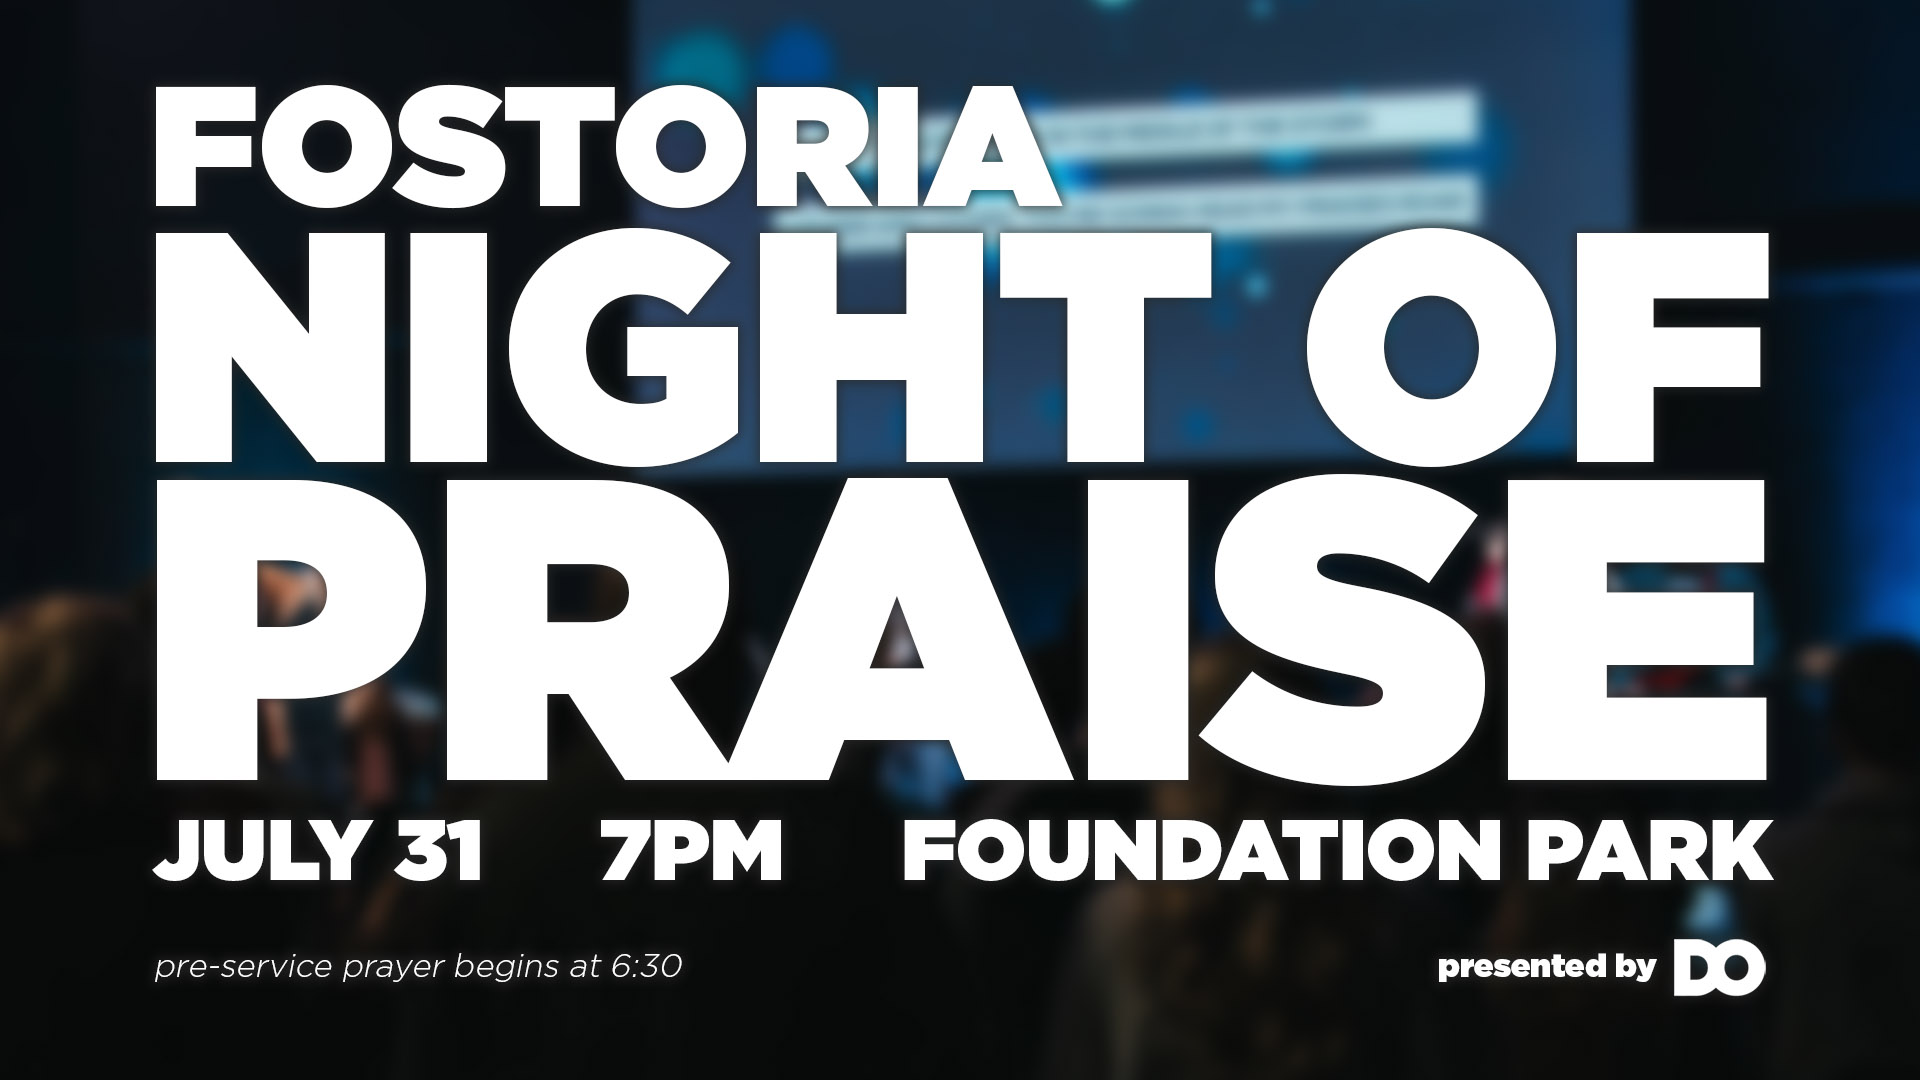 FOSTORIA
NIGHT OF
PRAISE
JULY 31 7PM FOUNDATION PARK
pre-service prayer begins at 6:30
presented by DO